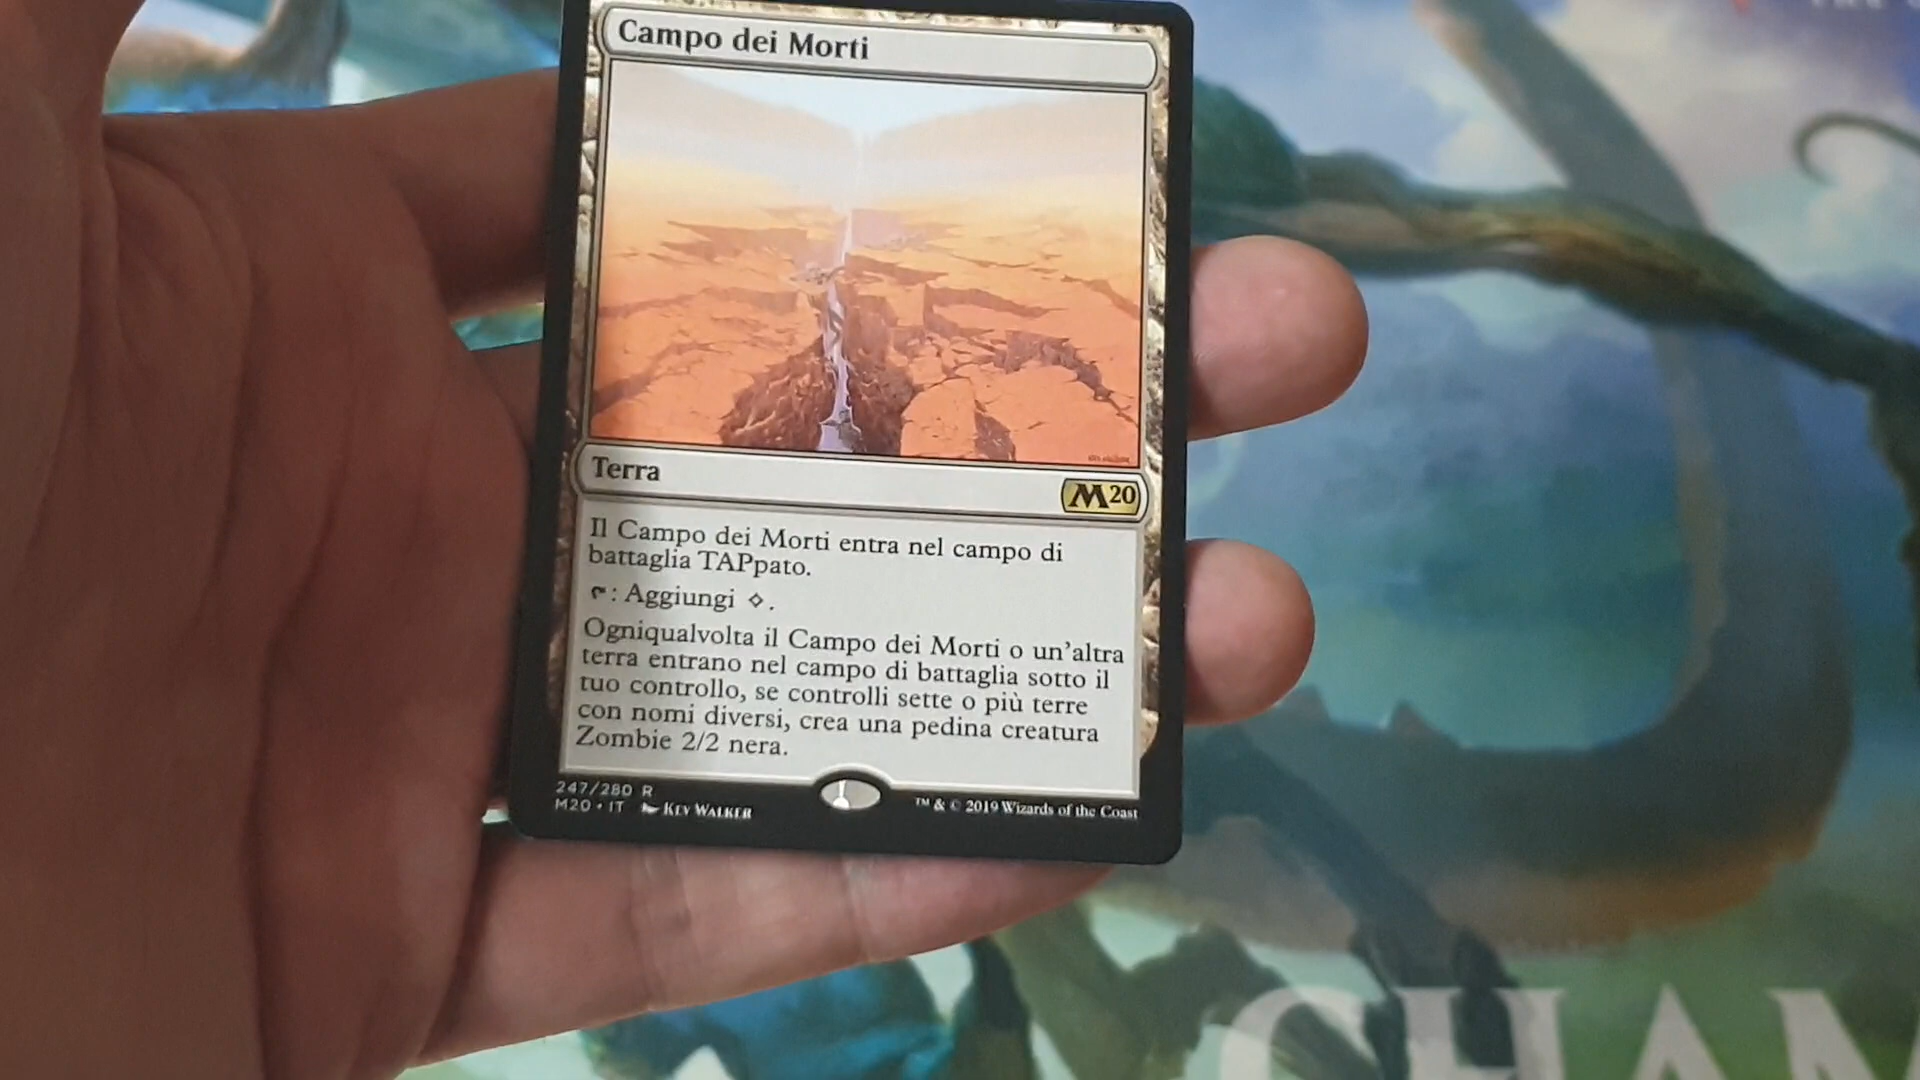 Campo dei Morti
Terra
M20
Il Campo dei Morti entra nel campo di
battaglia TAPpato.
: Aggiungi .
Ogniqualvolta il Campo dei Morti o un'altra
terra entrano nel campo di battaglia sotto il
tuo controllo, se controlli sette o più terre
con nomi diversi, crea una pedina creatura
Zombie 2/2 nera.
247/280 R
M20 • IT Kev Walker
™ & © 2019 Wizards of the Coast
CHAM